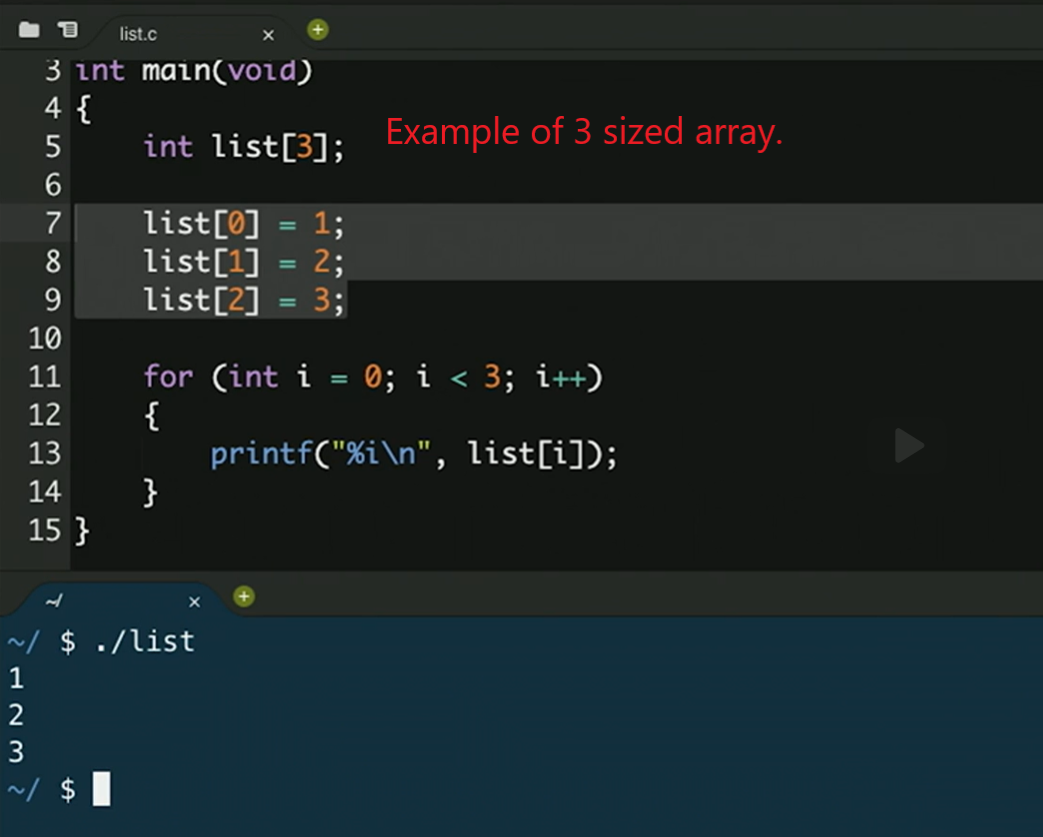 list.c ×
3 int main(void)
4 {
5     int list[3];
Example of 3 sized array.
6
7     list[0] = 1;
8     list[1] = 2;
9     list[2] = 3;
10
11     for (int i = 0; i < 3; i++)
12     {
13         printf("%i\n", list[i]);
14     }
15 }
~/ ×
~/ $ ./list
1
2
3
~/ $